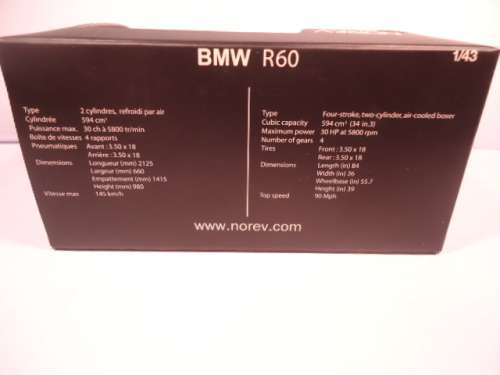 BMW R60
1/43
Type 2 cylindres, refroidi par air
Cylindrée 594 cm³
Puissance max. 30 ch à 5800 tr/min
Boîte de vitesses 4 rapports
Pneumatiques Avant : 3.50 x 18
Arrière : 3.50 x 18
Dimensions Longueur (mm) 2125
Largeur (mm) 660
Empattement (mm) 1415
Height (mm) 980
Vitesse max 145 km/h
Type Four-stroke, two-cylinder, air-cooled boxer
Cubic capacity 594 cm³ (34 in.3)
Maximum power 30 HP at 5800 rpm
Number of gears 4
Tires Front : 3.50 x 18
Rear : 3.50 x 18
Dimensions Length (in) 84
Width (in) 26
Wheelbase (in) 55.7
Height (in) 39
Top speed 90 Mph
www.norev.com